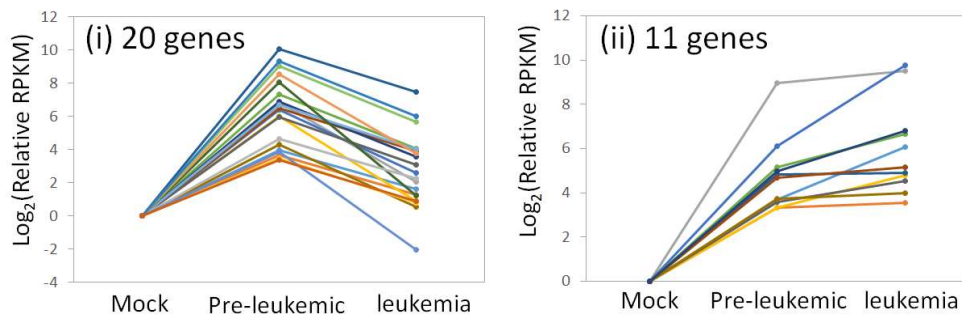 (i) 20 genes
Log2(Relative RPKM)
12
10
8
6
4
2
0
-2
-4
Mock Pre-leukemic leukemia
(ii) 11 genes
Log2(Relative RPKM)
12
10
8
6
4
2
0
Mock Pre-leukemic leukemia